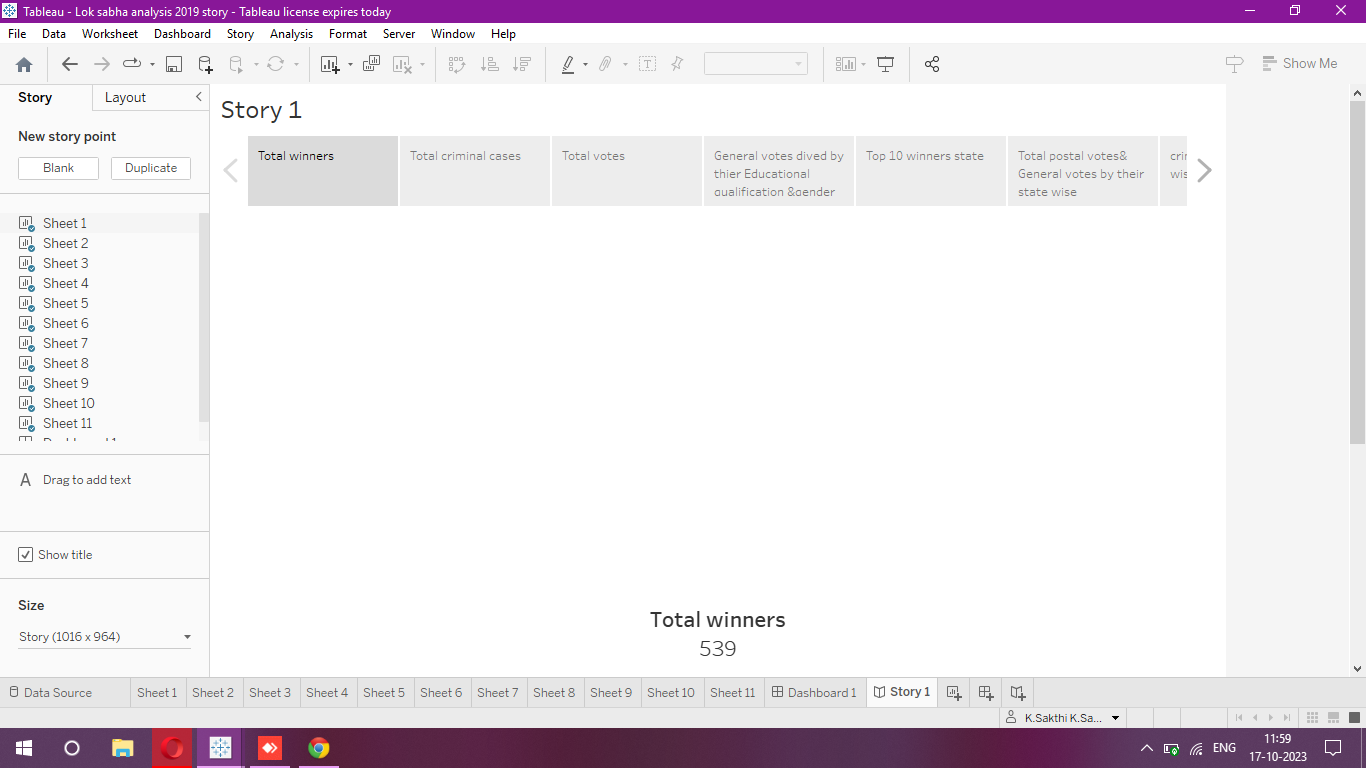 Tableau - Lok sabha analysis 2019 story - Tableau license expires today
File Data Worksheet Dashboard Story Analysis Format Server Window Help
Show Me
Story Layout
New story point
Blank Duplicate
Sheet 1
Sheet 2
Sheet 3
Sheet 4
Sheet 5
Sheet 6
Sheet 7
Sheet 8
Sheet 9
Sheet 10
Sheet 11
A Drag to add text
Show title
Size
Story (1016 x 964)
Story 1
Total winners
Total criminal cases
Total votes
General votes dived by
thier Educational
qualification &gender
Top 10 winners state
Total postal votes&
General votes by their
state wise
Total winners
539
Data Source Sheet 1 Sheet 2 Sheet 3 Sheet 4 Sheet 5 Sheet 6 Sheet 7 Sheet 8 Sheet 9 Sheet 10 Sheet 11 Dashboard 1 Story 1
K.Sakthi K.Sa...
ENG
11:59
17-10-2023